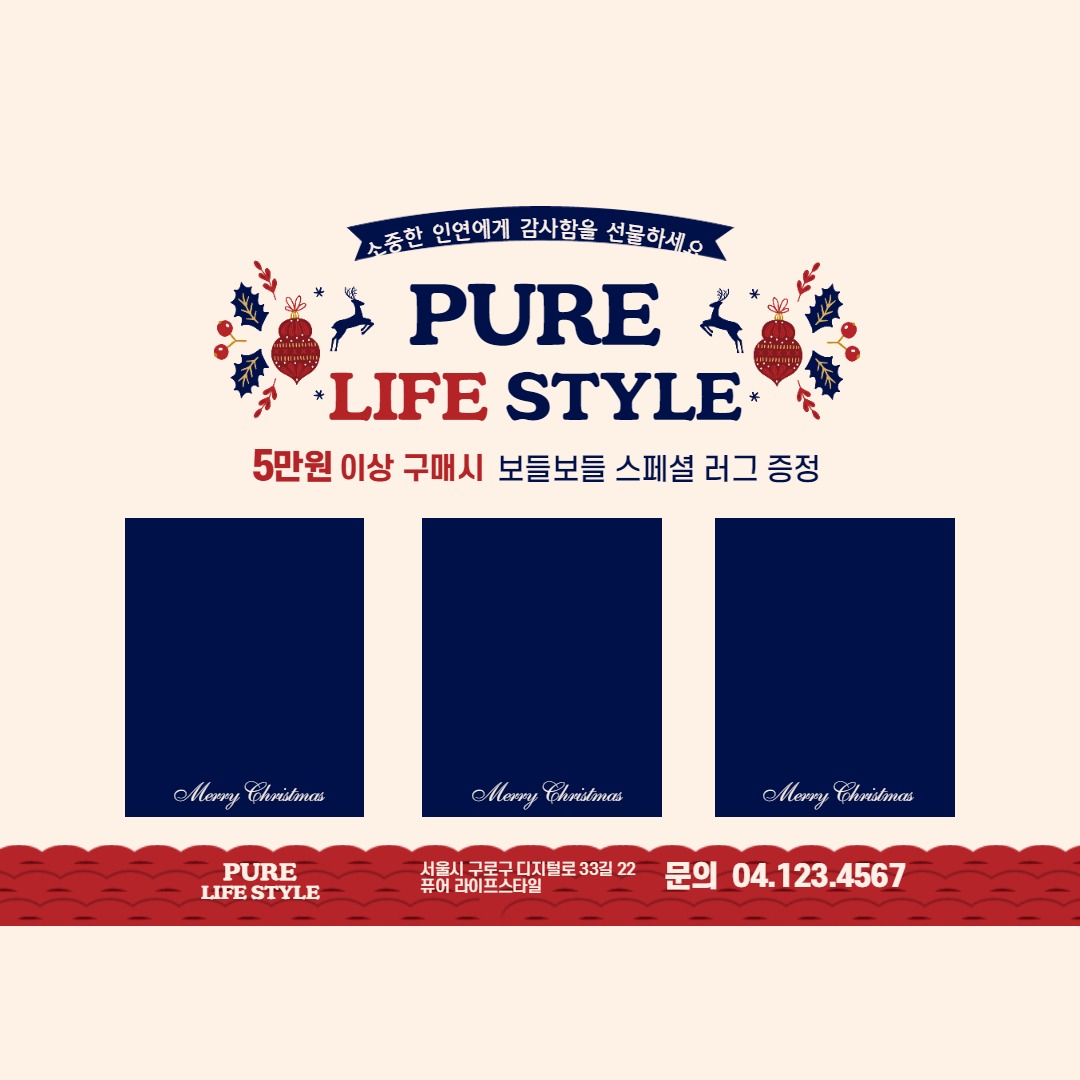 소중한 인연에게 감사함을 선물하세요
PURE
LIFE STYLE
5만원 이상 구매시 보들보들 스페셜 러그 증정
Merry Christmas
Merry Christmas
Merry Christmas
PURE
LIFE STYLE
서울시 구로구 디지털로 33길 22
퓨어 라이프스타일
문의 04.123.4567